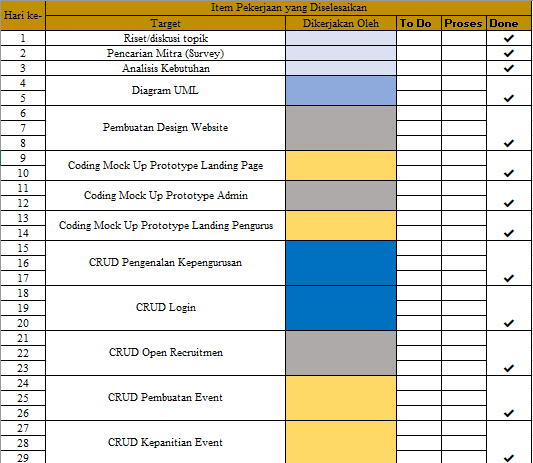 Hari ke- Item Pekerjaan yang Diselesaikan
Target Dikerjakan Oleh To Do Proses Done
1 Riset/diskusi topik ✓
2 Pencarian Mitra (Survey) ✓
3 Analisis Kebutuhan ✓
4
Diagram UML
5 ✓
6
7 Pembuatan Design Website
8 ✓
9
Coding Mock Up Prototype Landing Page
10 ✓
11
Coding Mock Up Prototype Admin
12 ✓
13
Coding Mock Up Prototype Landing Pengurus
14 ✓
15
16 CRUD Pengenalan Kepengurusan
17 ✓
18
19 CRUD Login
20 ✓
21
22 CRUD Open Recruitmen
23 ✓
24
25 CRUD Pembuatan Event
26 ✓
27
28 CRUD Kepanitian Event
29 ✓